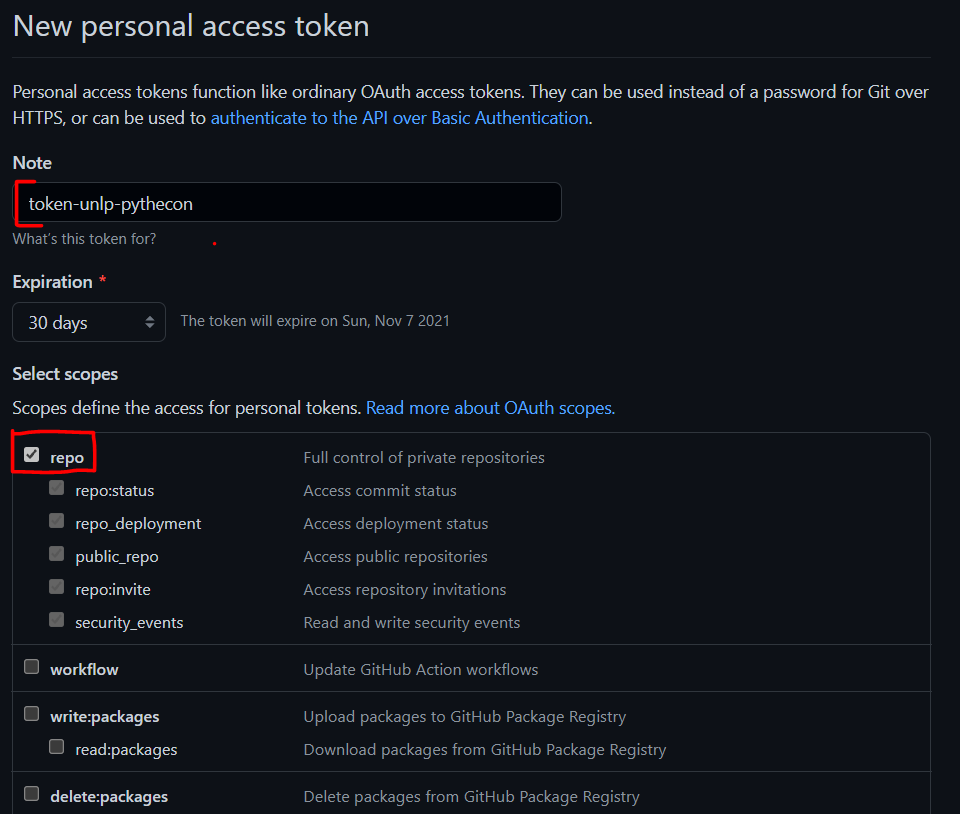 New personal access token
Personal access tokens function like ordinary OAuth access tokens. They can be used instead of a password for Git over
HTTPS, or can be used to authenticate to the API over Basic Authentication.
Note
token-unlp-pythecon
What's this token for?
Expiration *
30 days The token will expire on Sun, Nov 7 2021
Select scopes
Scopes define the access for personal tokens. Read more about OAuth scopes.
repo Full control of private repositories
repo:status Access commit status
repo_deployment Access deployment status
public_repo Access public repositories
repo:invite Access repository invitations
security_events Read and write security events
workflow Update GitHub Action workflows
write:packages Upload packages to GitHub Package Registry
read:packages Download packages from GitHub Package Registry
delete:packages Delete packages from GitHub Package Registry